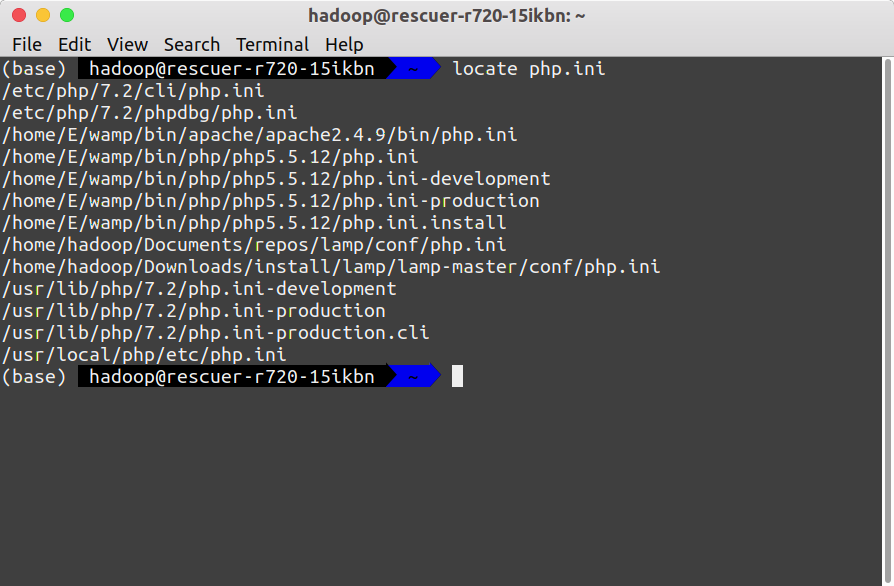 hadoop@rescuer-r720-15ikbn: ~
File Edit View Search Terminal Help
(base) hadoop@rescuer-r720-15ikbn ~ locate php.ini
/etc/php/7.2/cli/php.ini
/etc/php/7.2/phpdbg/php.ini
/home/E/wamp/bin/apache/apache2.4.9/bin/php.ini
/home/E/wamp/bin/php/php5.5.12/php.ini
/home/E/wamp/bin/php/php5.5.12/php.ini-development
/home/E/wamp/bin/php/php5.5.12/php.ini-production
/home/E/wamp/bin/php/php5.5.12/php.ini.install
/home/hadoop/Documents/repos/lamp/conf/php.ini
/home/hadoop/Downloads/install/lamp/lamp-master/conf/php.ini
/usr/lib/php/7.2/php.ini-development
/usr/lib/php/7.2/php.ini-production
/usr/lib/php/7.2/php.ini-production.cli
/usr/local/php/etc/php.ini
(base) hadoop@rescuer-r720-15ikbn ~